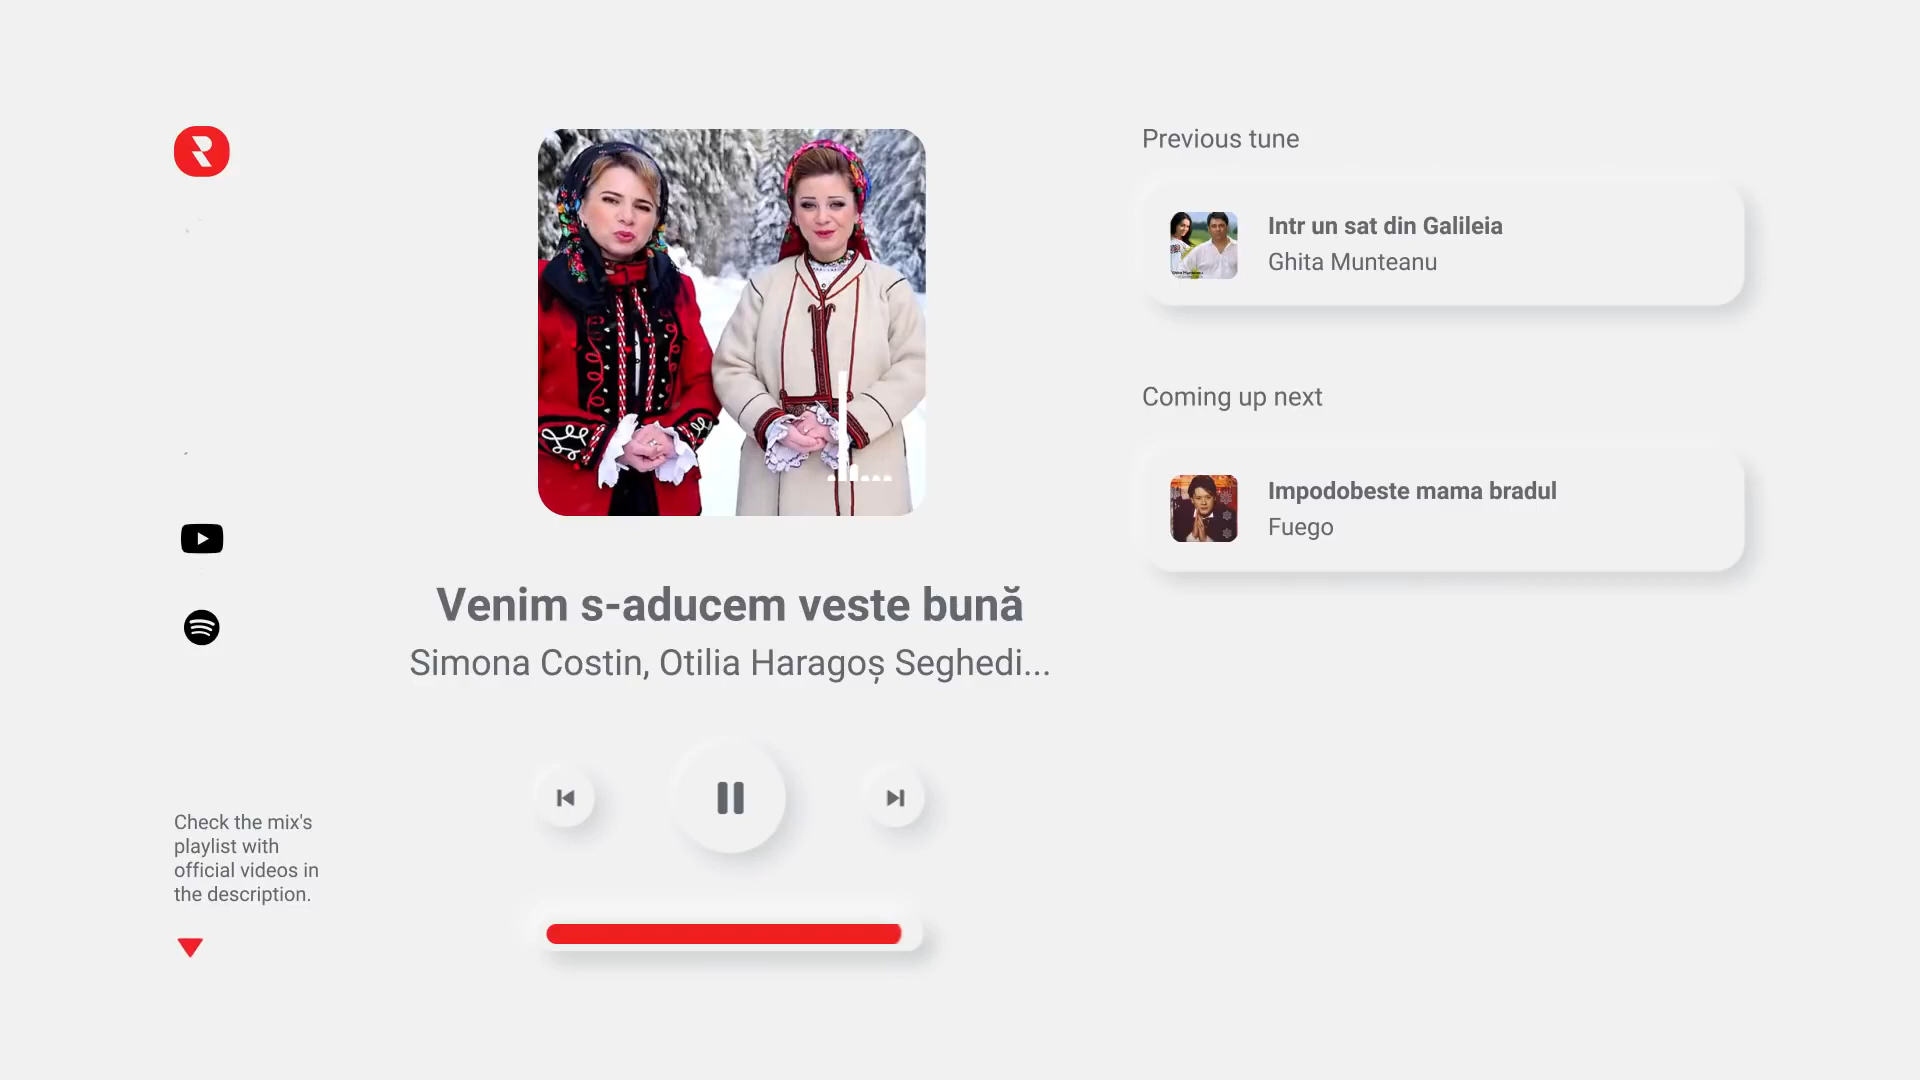 Previous tune
Intr un sat din Galileia
Ghita Munteanu
Coming up next
Impodobeste mama bradul
Fuego
Venim s-aducem veste bună
Simona Costin, Otilia Haragoș Seghedi...
Check the mix's
playlist with
official videos in
the description.